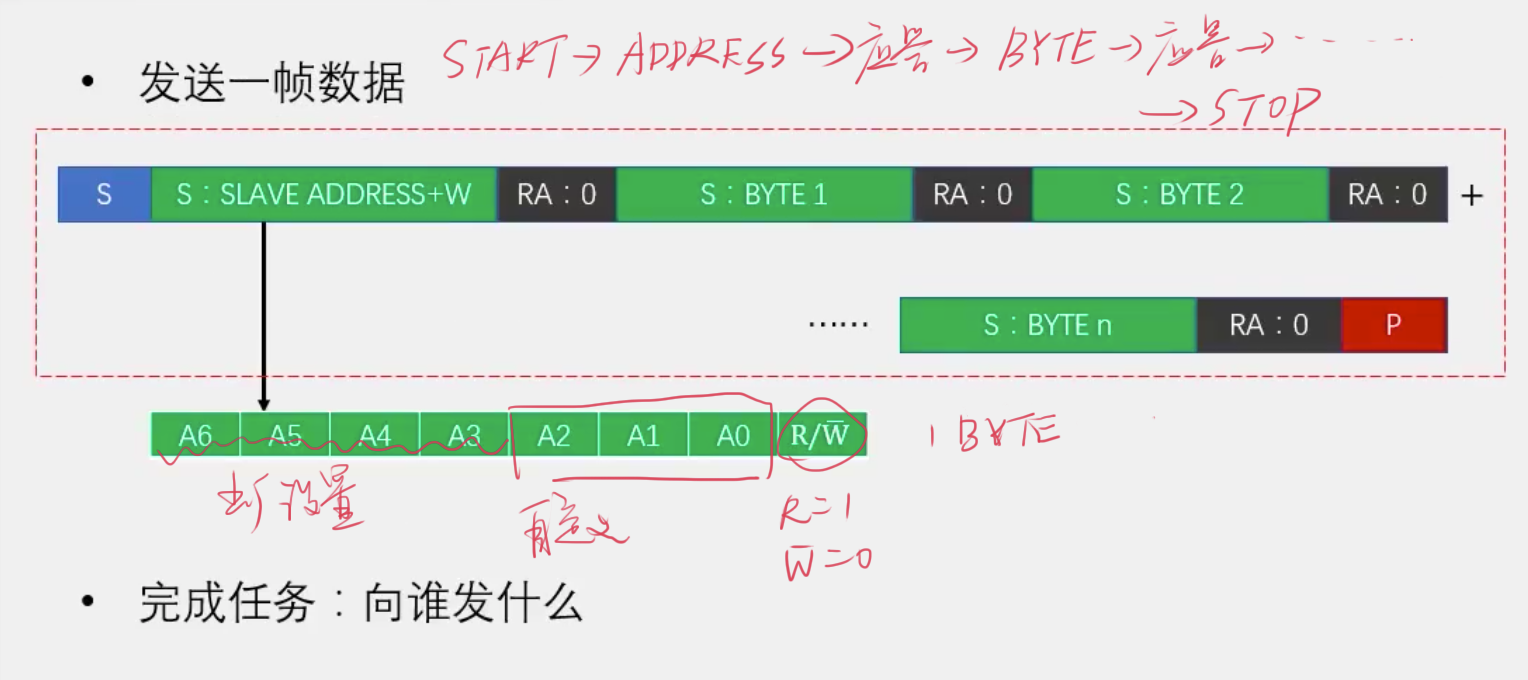 START→ADDRESS→应答→BYTE→应答→……
• 发送一帧数据
→STOP
S S：SLAVE ADDRESS+W RA：0 S：BYTE 1 RA：0 S：BYTE 2 RA：0 +
…… S：BYTE n RA：0 P
A6 A5 A4 A3 A2 A1 A0 R/W̅ 1 BYTE
出厂设置
自定义
R=1
W̅=0
• 完成任务：向谁发什么